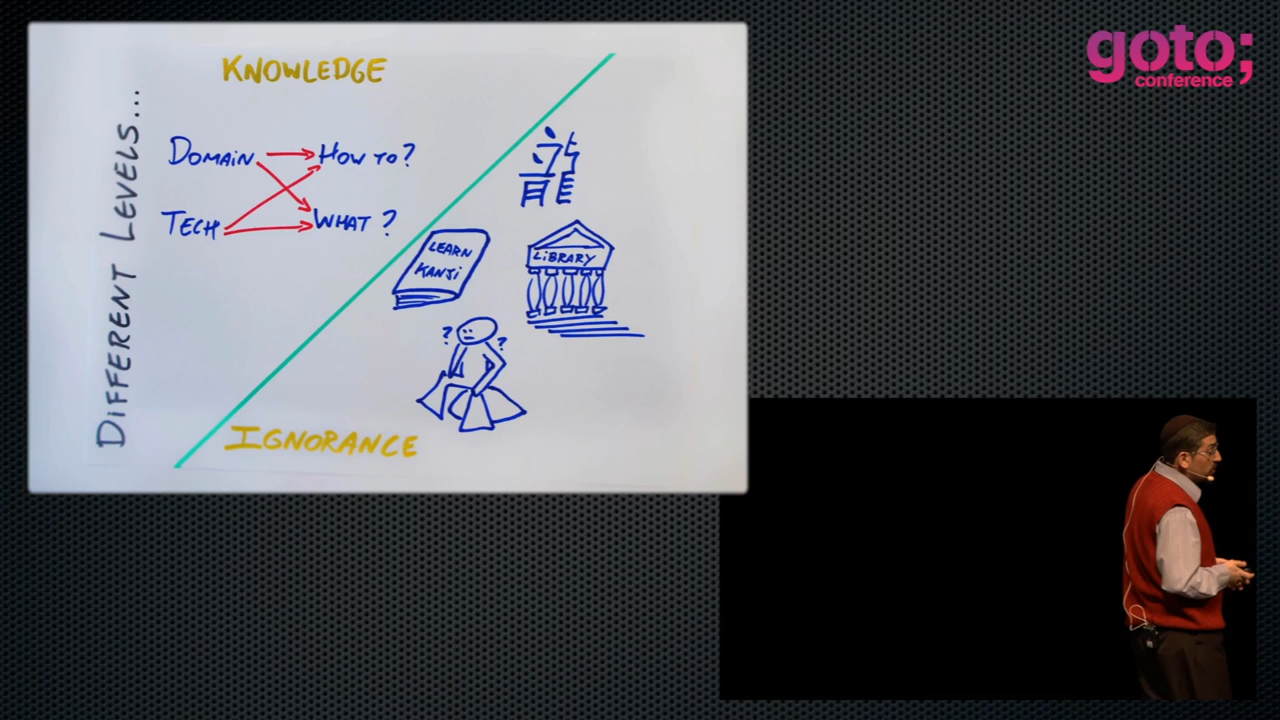 goto;
conference
DIFFERENT LEVELS...
KNOWLEDGE
DOMAIN
HOW TO?
TECH
WHAT?
LEARN
KANJI
LIBRARY
?
?
IGNORANCE